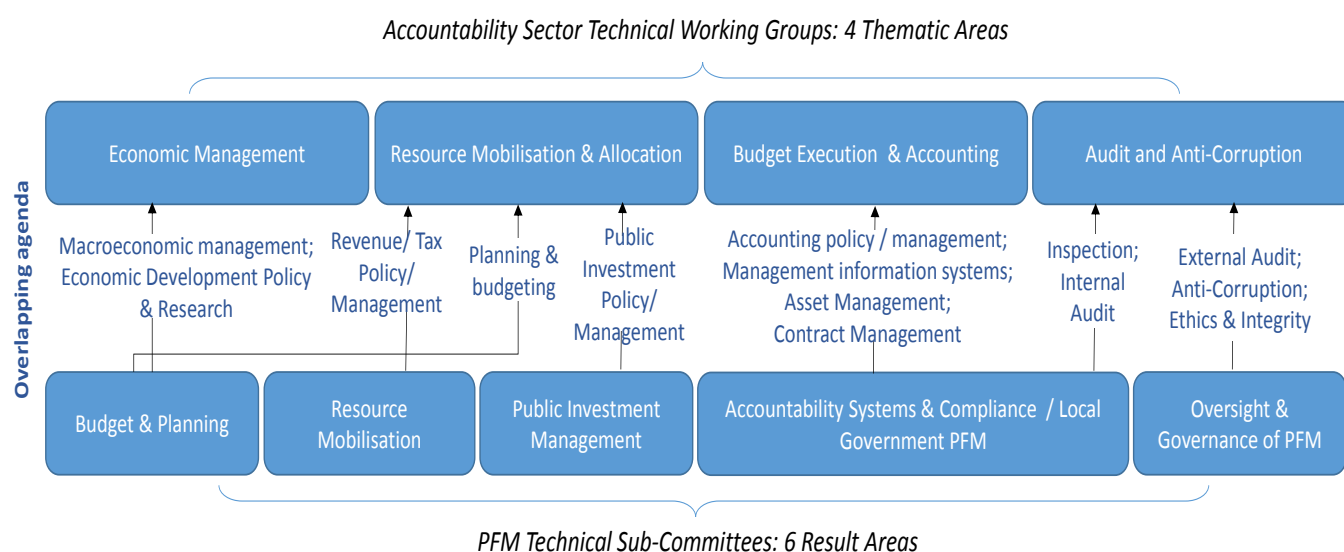 Accountability Sector Technical Working Groups: 4 Thematic Areas
Economic Management
Resource Mobilisation & Allocation
Budget Execution & Accounting
Audit and Anti-Corruption
Overlapping agenda
Macroeconomic management;
Economic Development Policy
& Research
Revenue/ Tax
Policy/
Management
Planning &
budgeting
Public
Investment
Policy/
Management
Accounting policy / management;
Management information systems;
Asset Management;
Contract Management
Inspection;
Internal
Audit
External Audit;
Anti-Corruption;
Ethics & Integrity
Budget & Planning
Resource
Mobilisation
Public Investment
Management
Accountability Systems & Compliance / Local
Government PFM
Oversight &
Governance of PFM
PFM Technical Sub-Committees: 6 Result Areas